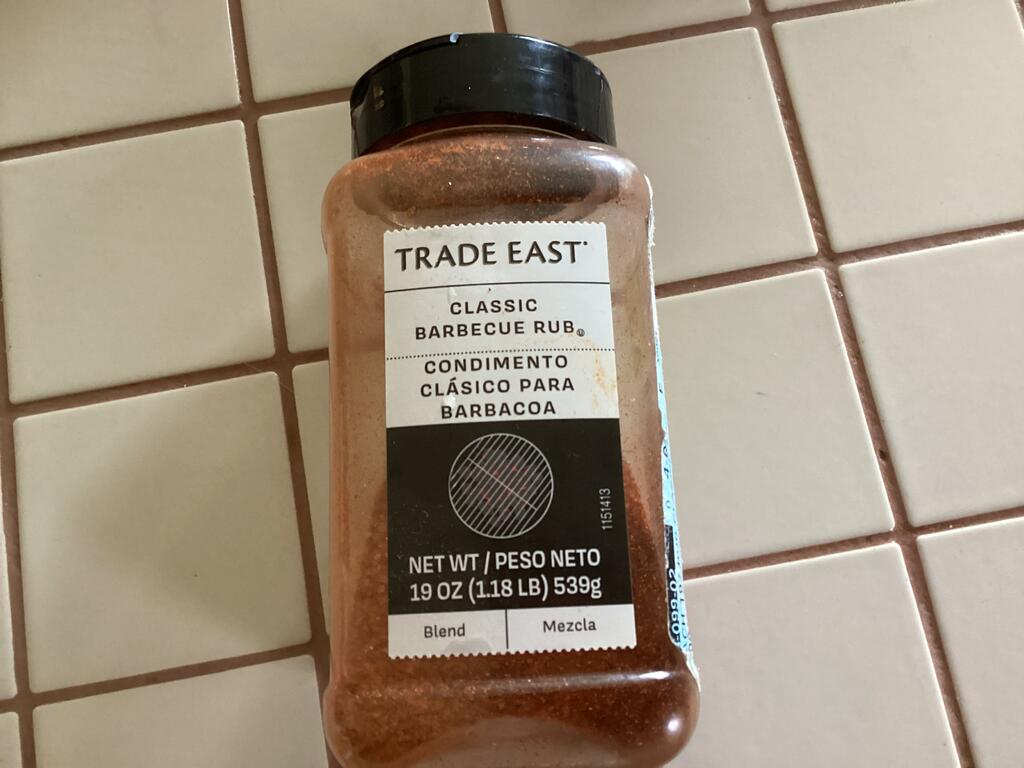 TRADE EAST
CLASSIC
BARBECUE RUB
CONDIMENTO
CLÁSICO PARA
BARBACOA
1151413
NET WT / PESO NETO
19 OZ (1.18 LB) 539g
Blend
Mezcla